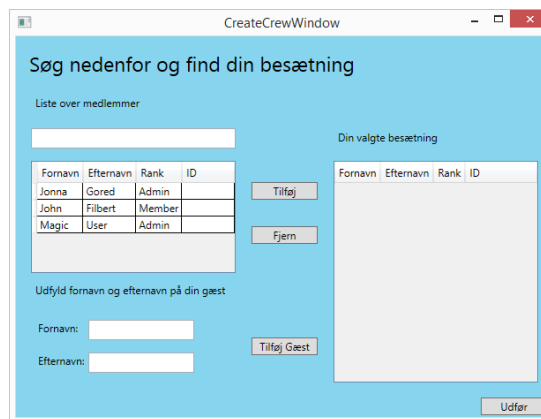 CreateCrewWindow
Søg nedenfor og find din besætning
Liste over medlemmer
Din valgte besætning
Fornavn Efternavn Rank ID
Jonna Gored Admin
John Filbert Member
Magic User Admin
Tilføj
Fjern
Fornavn Efternavn Rank ID
Udfyld fornavn og efternavn på din gæst
Fornavn:
Efternavn:
Tilføj Gæst
Udfør